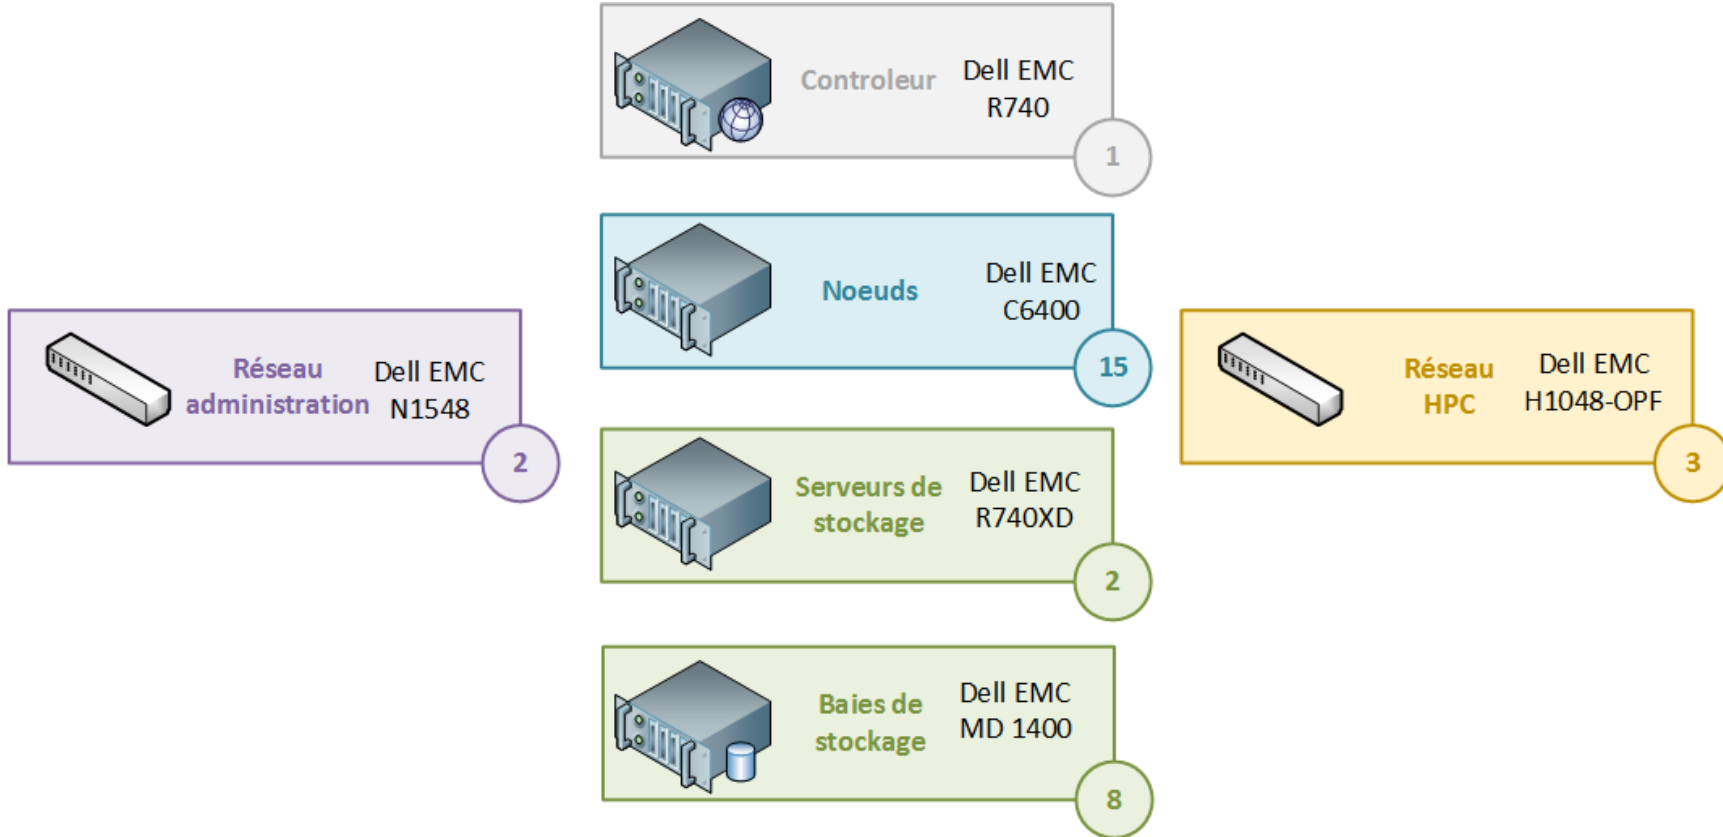 Controleur
Dell EMC
R740
1
Noeuds
Dell EMC
C6400
15
Réseau
administration
Dell EMC
N1548
2
Réseau
HPC
Dell EMC
H1048-OPF
3
Serveurs de
stockage
Dell EMC
R740XD
2
Baies de
stockage
Dell EMC
MD 1400
8